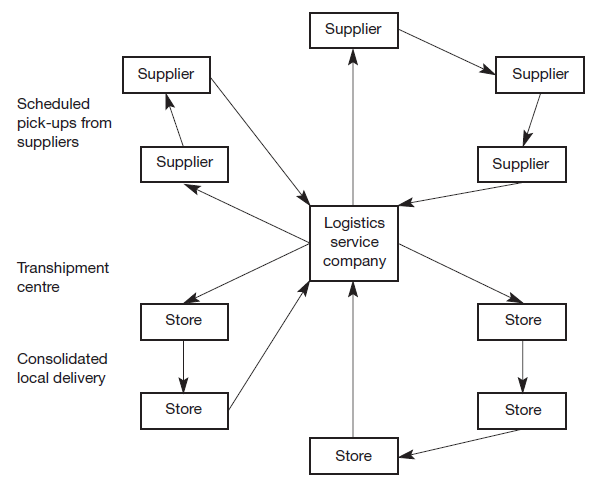 Supplier
Supplier
Supplier
Scheduled
pick-ups from
suppliers
Supplier
Supplier
Logistics
service
company
Transhipment
centre
Store
Store
Consolidated
local delivery
Store
Store
Store